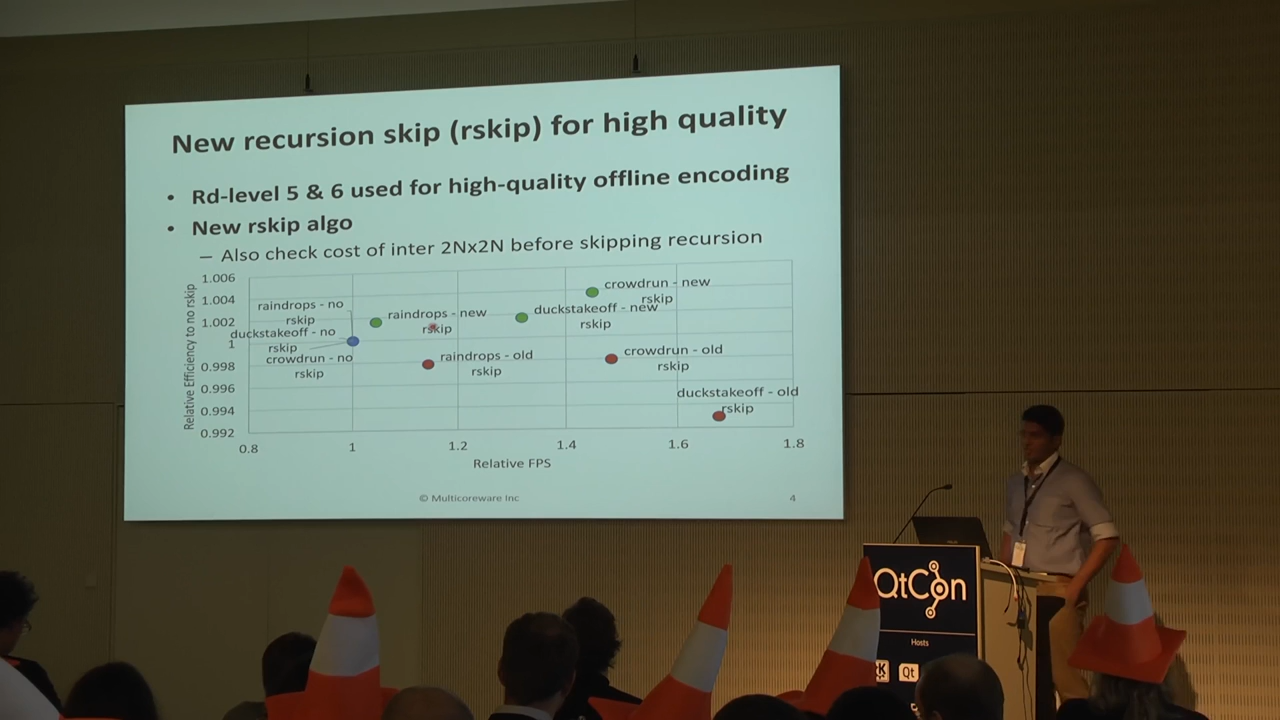 New recursion skip (rskip) for high quality
• Rd-level 5 & 6 used for high-quality offline encoding
• New rskip algo
– Also check cost of inter 2Nx2N before skipping recursion
Relative Efficiency to no rskip
1.006
1.004
1.002
1
0.998
0.996
0.994
0.992
raindrops - no
rskip
duckstakeoff - no
rskip
crowdrun - no
rskip
raindrops - new
rskip
crowdrun - new
rskip
duckstakeoff - new
rskip
raindrops - old
rskip
crowdrun - old
rskip
duckstakeoff - old
rskip
0.8
1
1.2
1.4
1.6
1.8
Relative FPS
© Multicoreware Inc
4
QtCon
Hosts
Qt